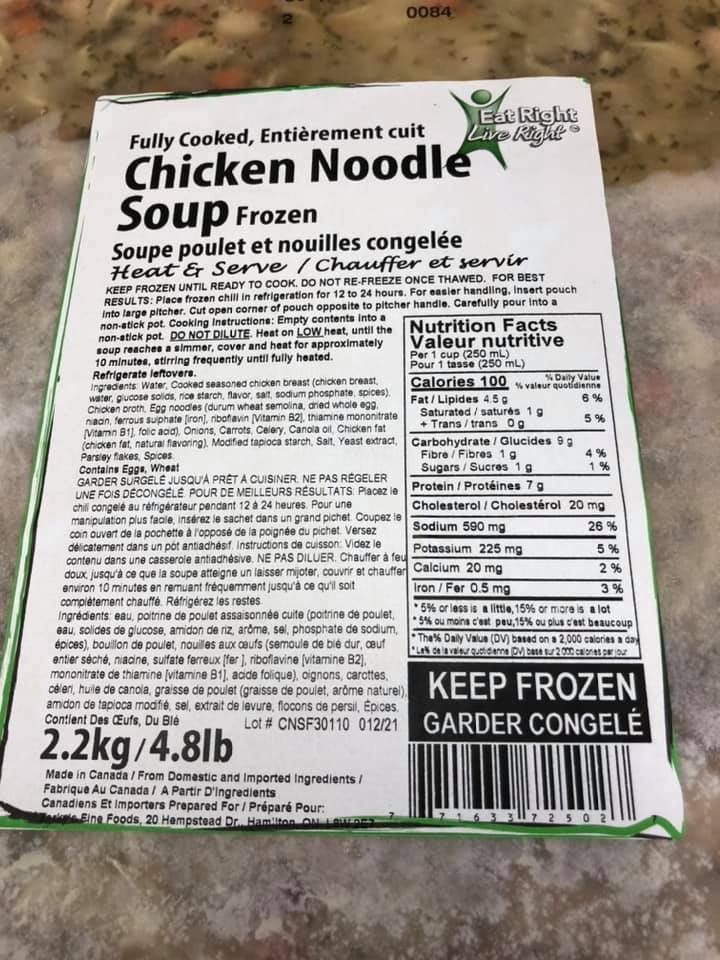 2
0084
Eat Right
Live Right ©
Fully Cooked, Entièrement cuit
Chicken Noodle
Soup Frozen
Soupe poulet et nouilles congelée
Heat & Serve / Chauffer et servir
KEEP FROZEN UNTIL READY TO COOK. DO NOT RE-FREEZE ONCE THAWED. FOR BEST
RESULTS: Place frozen chili in refrigeration for 12 to 24 hours. For easier handling, insert pouch
into large pitcher. Cut open corner of pouch opposite to pitcher handle. Carefully pour into a
non-stick pot. Cooking Instructions: Empty contents into a
non-stick pot. DO NOT DILUTE. Heat on LOW heat, until the
soup reaches a simmer, cover and heat for approximately
10 minutes, stirring frequently until fully heated.
Refrigerate leftovers.
Ingredients: Water, Cooked seasoned chicken breast (chicken breast,
water, glucose solids, rice starch, flavor, salt, sodium phosphate, spices),
Chicken broth, Egg noodles (durum wheat semolina, dried whole egg,
niacin, ferrous sulphate [iron], riboflavin [Vitamin B2], thiamine mononitrate
[Vitamin B1], folic acid), Onions, Carrots, Celery, Canola oil, Chicken fat
(chicken fat, natural flavoring), Modified tapioca starch, Salt, Yeast extract,
Parsley flakes, Spices.
Contains Eggs, Wheat
GARDER SURGELÉ JUSQU'À PRÊT À CUISINER. NE PAS RÉGELER
UNE FOIS DÉCONGÉLÉ. POUR DE MEILLEURS RÉSULTATS: Placez le
chili congelé au réfrigérateur pendant 12 à 24 heures. Pour une
manipulation plus facile, insérez le sachet dans un grand pichet. Coupez le
coin ouvert de la pochette à l'opposé de la poignée du pichet. Versez
délicatement dans un pot antiadhésif. Instructions de cuisson: Videz le
contenu dans une casserole antiadhésive. NE PAS DILUER. Chauffer à feu
doux, jusqu'à ce que la soupe atteigne un laisser mijoter, couvrir et chauffer
environ 10 minutes en remuant fréquemment jusqu'à ce qu'il soit
complètement chauffé. Réfrigérez les restes.
Ingrédients: eau, poitrine de poulet assaisonnée cuite (poitrine de poulet,
eau, solides de glucose, amidon de riz, arôme, sel, phosphate de sodium,
épices), bouillon de poulet, nouilles aux œufs (semoule de blé dur, œuf
entier séché, niacine, sulfate ferreux [fer ], riboflavine [vitamine B2],
mononitrate de thiamine [vitamine B1], acide folique), oignons, carottes,
céleri, huile de canola, graisse de poulet (graisse de poulet, arôme naturel),
amidon de tapioca modifié, sel, extrait de levure, flocons de persil, Épices.
Contient Des Œufs, Du Blé
Lot # CNSF30110 012/21
2.2kg/4.8lb
Made in Canada / From Domestic and Imported Ingredients /
Fabrique Au Canada / A Partir D'Ingredients
Canadiens Et Importers Prepared For / Préparé Pour:
Fine Foods, 20 Hempstead Dr., Hamilton, ON L8W 2E7
Nutrition Facts
Valeur nutritive
Per 1 cup (250 mL)
Pour 1 tasse (250 mL)
Calories 100 % Daily Value
% valeur quotidienne
Fat / Lipides 4.5 g 6 %
Saturated / saturés 1 g
+ Trans / trans 0 g 5 %
Carbohydrate / Glucides 9 g
Fibre / Fibres 1 g 4 %
Sugars / Sucres 1 g 1 %
Protein / Protéines 7 g
Cholesterol / Cholestérol 20 mg
Sodium 590 mg 26 %
Potassium 225 mg 5 %
Calcium 20 mg 2 %
Iron / Fer 0.5 mg 3 %
* 5% or less is a little, 15% or more is a lot
* 5% ou moins c'est peu, 15% ou plus c'est beaucoup
* The % Daily Value (DV) based on a 2,000 calories a day
* Le% de la valeur quotidienne (DV) basé sur 2 000 calories par jour
KEEP FROZEN
GARDER CONGELÉ
7 71633 72502 7